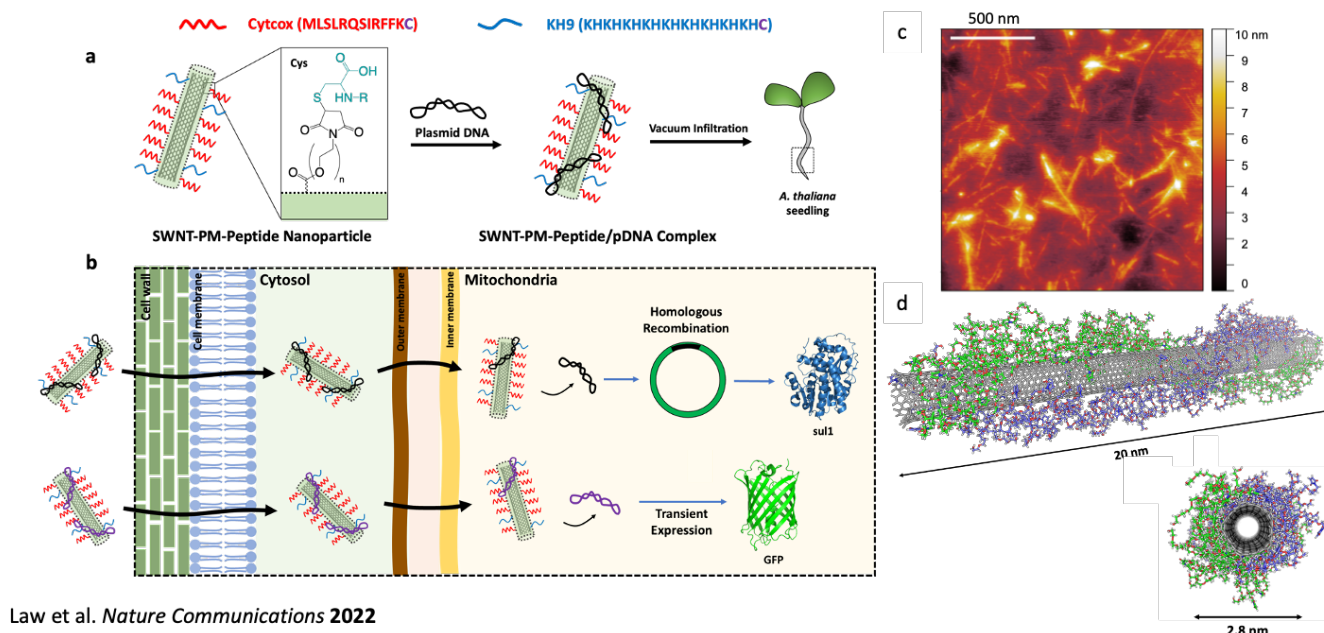 Cytcox (MLSLRQSIRFFKC)
KH9 (KHKHKHKHKHKHKHKHKHC)
a
Cys
O
OH
S
HN-R
O
N
O
O
O
n
Plasmid DNA
Vacuum Infiltration
A. thaliana
seedling
SWNT-PM-Peptide Nanoparticle
SWNT-PM-Peptide/pDNA Complex
b
Cell wall
Cell membrane
Cytosol
Outer membrane
Inner membrane
Mitochondria
Homologous
Recombination
sul1
Transient
Expression
GFP
c
500 nm
10 nm
9
8
7
6
5
4
3
2
1
0
d
20 nm
2.8 nm
Law et al. Nature Communications 2022